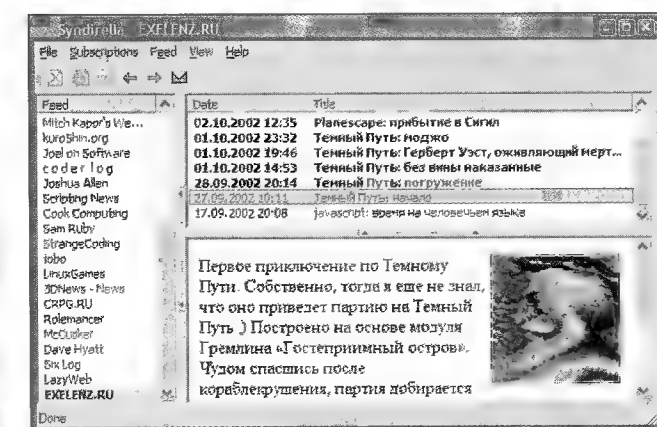 Syndirella EXELENZ.RU
File Subscriptions Feed View Help
Feed
Mitch Kapor's We...
kuro5hin.org
Joel on Software
c o d e r l o g
Joshua Allen
Scripting News
Cook Computing
Sam Ruby
StrangeCoding
iobo
LinuxGames
3DNews - News
CRPG.RU
Rolemancer
McCusker
Dave Hyatt
Six Log
LazyWeb
EXELENZ.RU
Date Title
02.10.2002 12:35 Planescape: прибытие в Сигил
01.10.2002 23:32 Темный Путь: моджо
01.10.2002 19:46 Темный Путь: Герберт Уэст, оживляющий мерт...
01.10.2002 14:53 Темный Путь: без вины наказанные
28.09.2002 20:14 Темный Путь: погружение
27.09.2002 10:11 Темный Путь: начало
17.09.2002 20:08 javascript: время на человечьем языке
Первое приключение по Темному
Пути. Собственно, тогда я еще не знал,
что оно приведет партию на Темный
Путь :) Построено на основе модуля
Гремлина «Гостеприимный остров».
Чудом спасшись после
кораблекрушения, партия добирается
Done